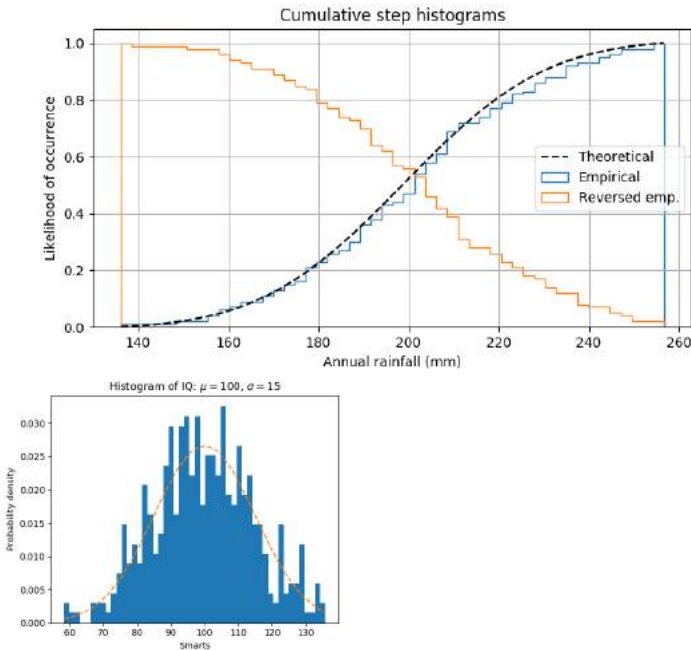 Cumulative step histograms
1.0
0.8
0.6
0.4
0.2
0.0
Likelihood of occurrence
Theoretical
Empirical
Reversed emp.
140 160 180 200 220 240 260
Annual rainfall (mm)
Histogram of IQ: μ = 100, σ = 15
0.030
0.025
0.020
0.015
0.010
0.005
0.000
Probability density
60 70 80 90 100 110 120 130
Smarts